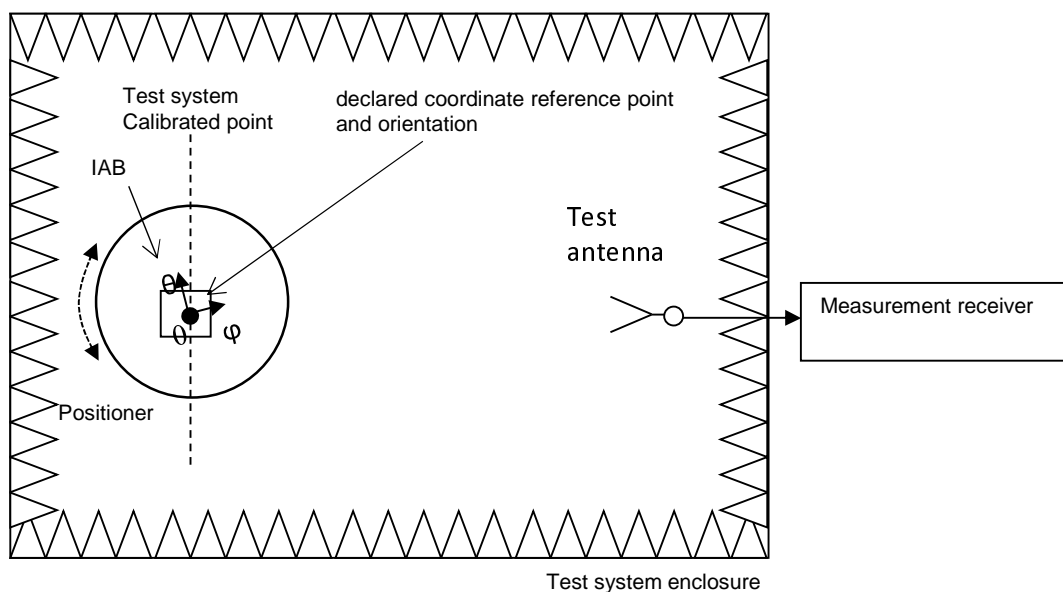 Test system
Calibrated point
declared coordinate reference point
and orientation
IAB
Test
antenna
θ
0
φ
Measurement receiver
Positioner
Test system enclosure